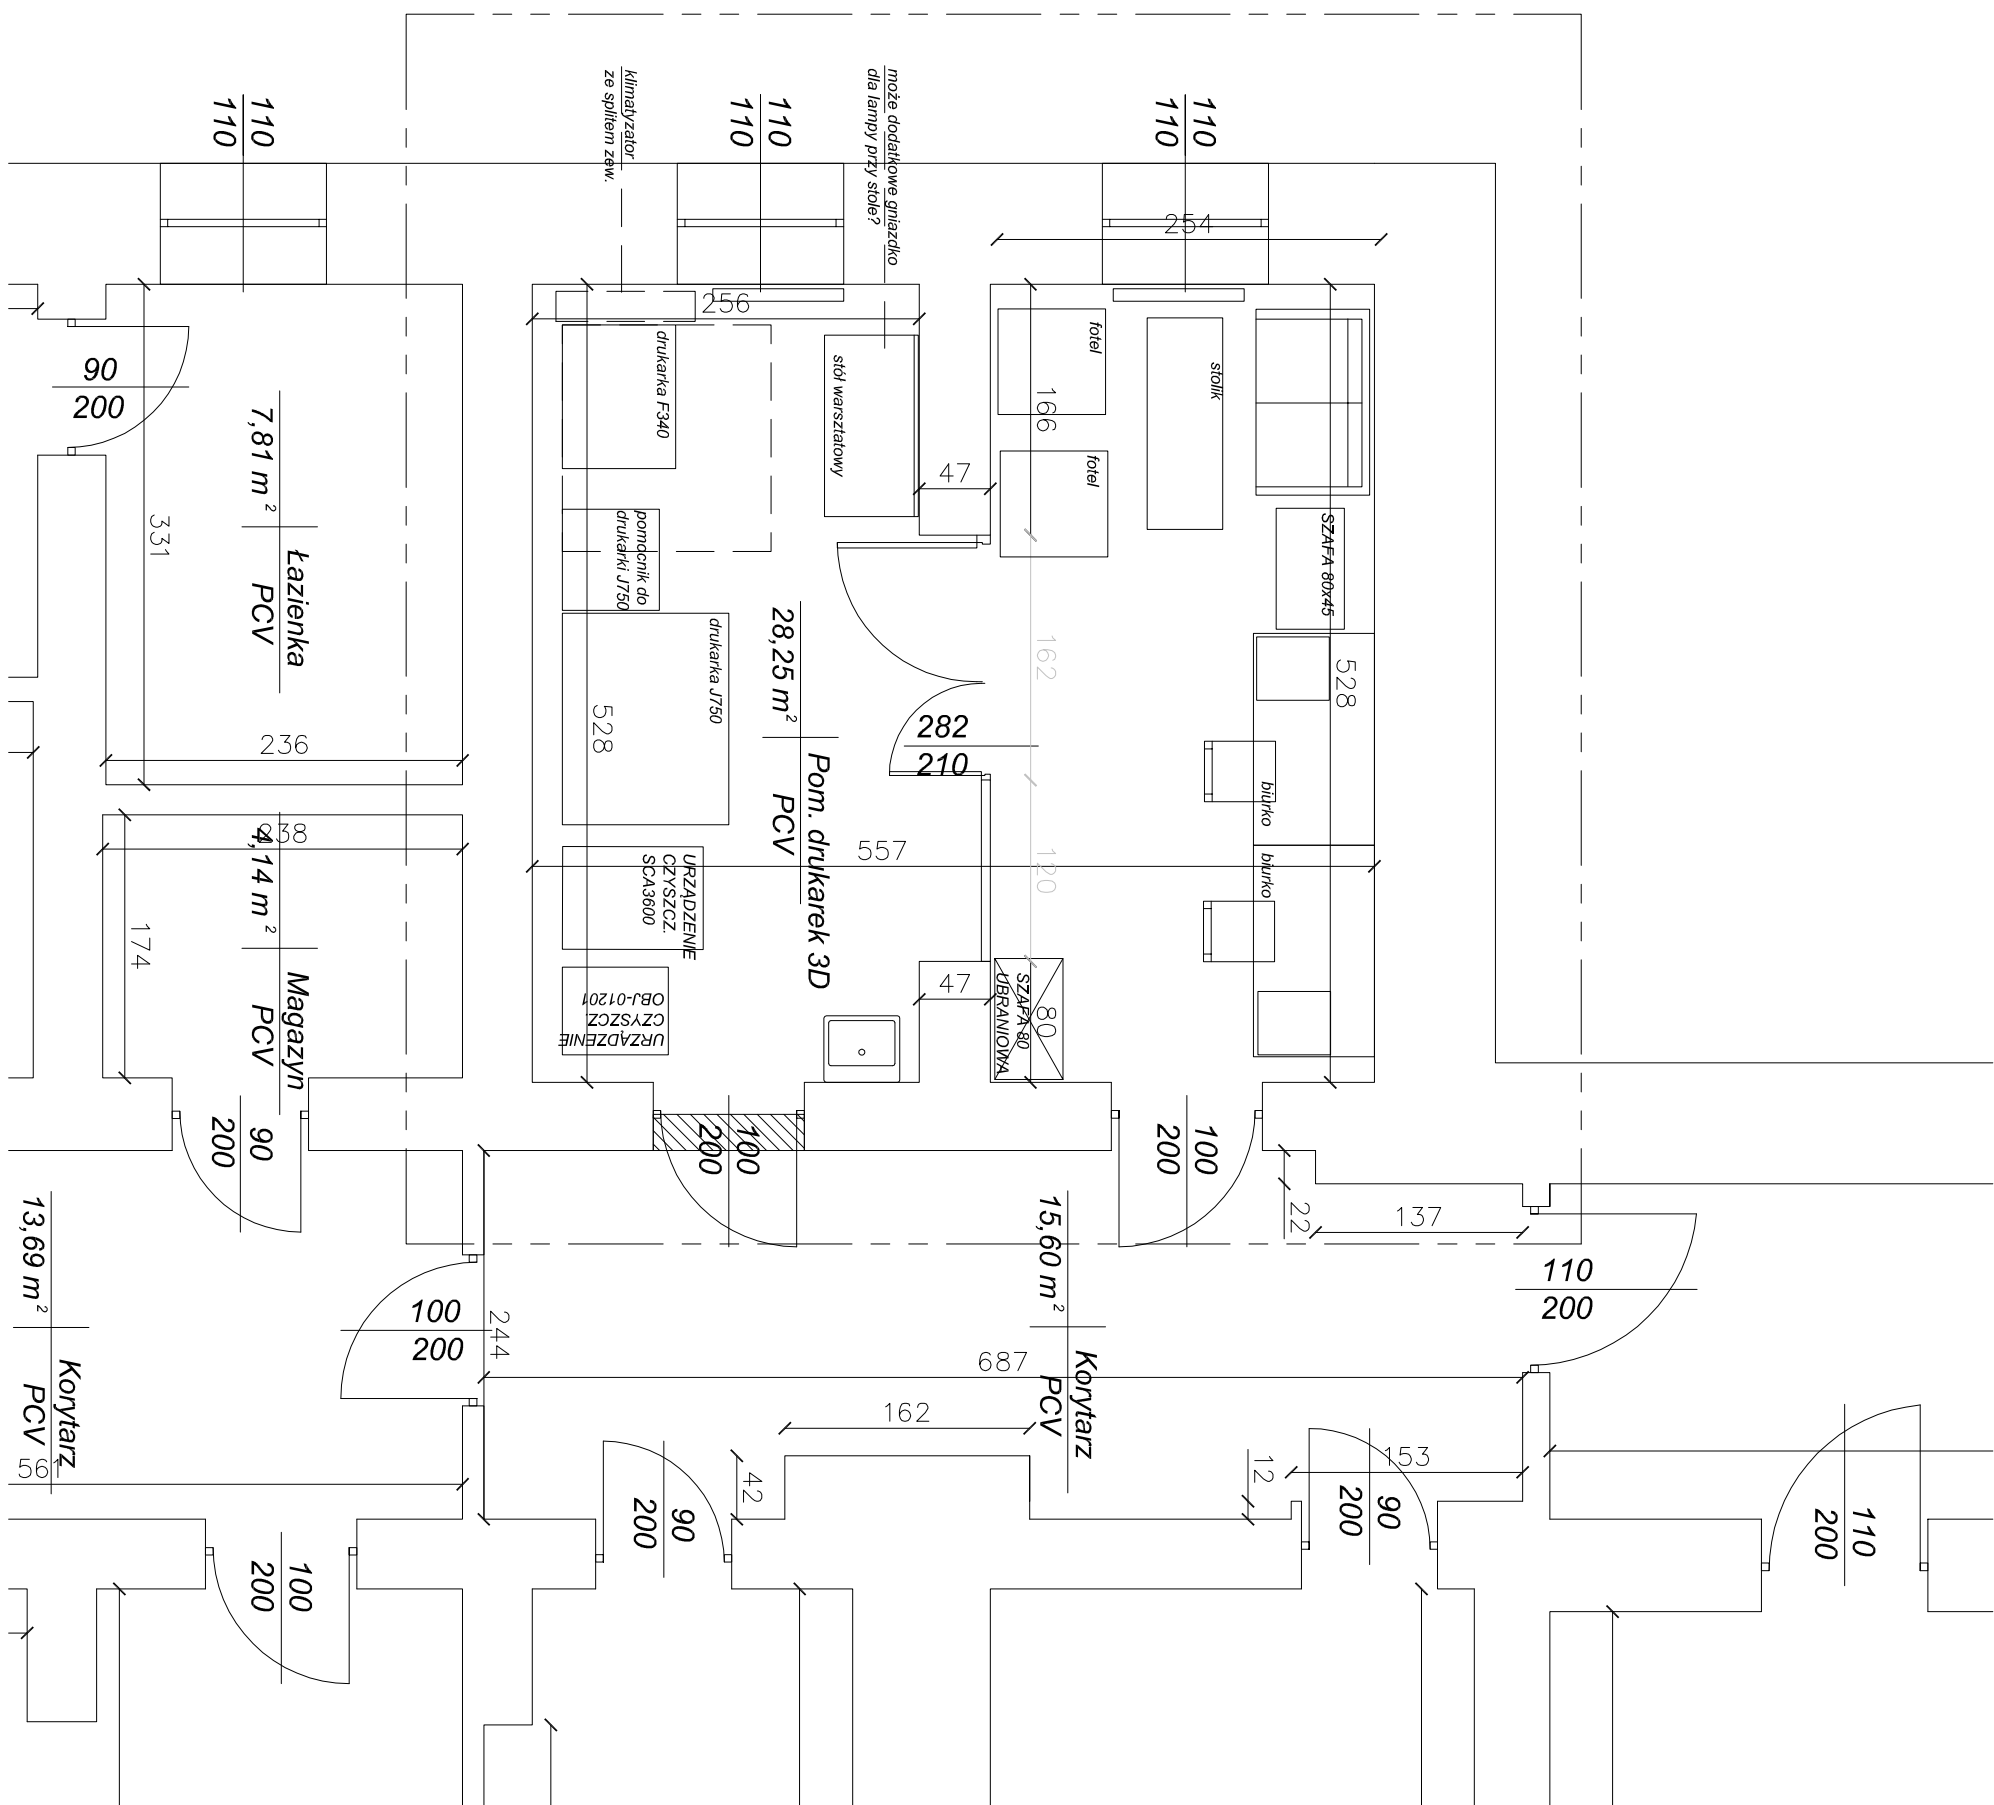 klimatyzator
ze splitem zew.
może dodatkowe gniazdko
dla lampy przy stole?
110
110
110
110
110
110
254
256
90
200
7,81 m²
Łazienka
PCV
331
236
drukarka F340
stół warsztatowy
fotel
fotel
stolik
166
47
SZAFA 80x45
pomocnik do
drukarki J750
drukarka J750
528
28,25 m²
Pom. drukarek 3D
PCV
162
282
210
528
biurko
biurko
557
120
238
4,14 m²
Magazyn
PCV
174
URZĄDZENIE
CZYSZCZ.
SCA3600
URZĄDZENIE
CZYSZCZ.
OBJ-01201
47
SZAFA 80
UBRANIOWA
80
90
200
100
200
100
200
22
137
13,69 m²
Korytarz
PCV
100
200
244
15,60 m²
Korytarz
PCV
110
200
687
162
42
12
153
561
90
200
90
200
110
200
100
200